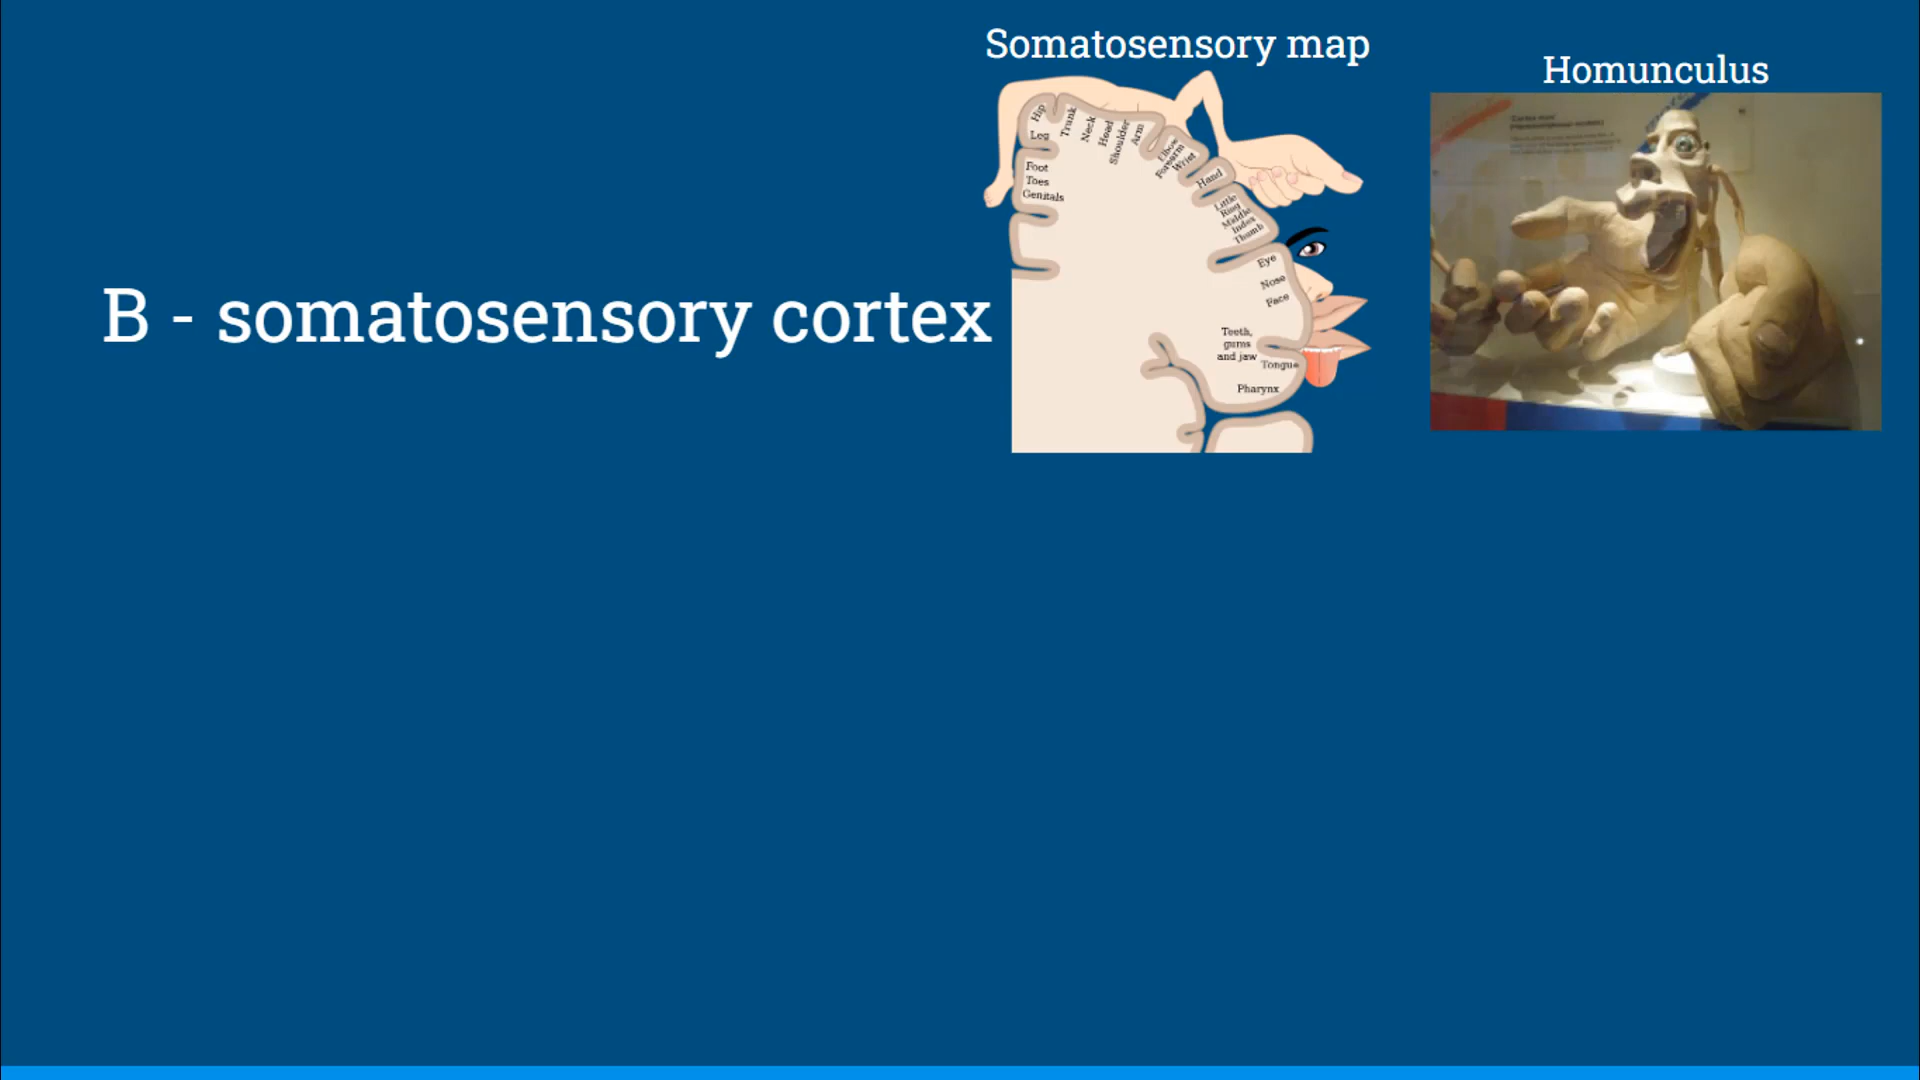 Somatosensory map
Homunculus
B - somatosensory cortex
Hip
Leg
Trunk
Neck
Head
Shoulder
Arm
Elbow
Forearm
Wrist
Hand
Little
Ring
Middle
Index
Thumb
Foot
Toes
Genitals
Eye
Nose
Face
Teeth,
gums
and jaw
Tongue
Pharynx